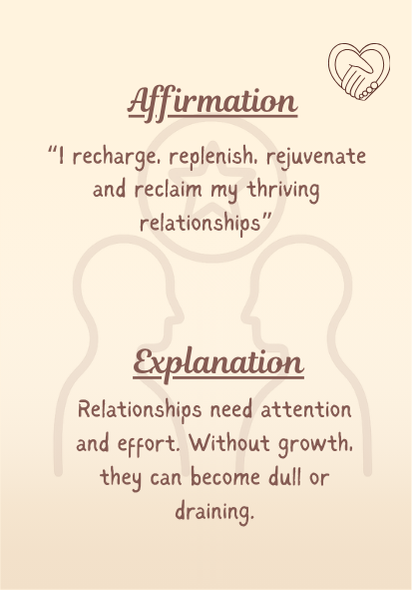 Affirmation
“I recharge, replenish, rejuvenate
and reclaim my thriving
relationships”
Explanation
Relationships need attention
and effort. Without growth,
they can become dull or
draining.